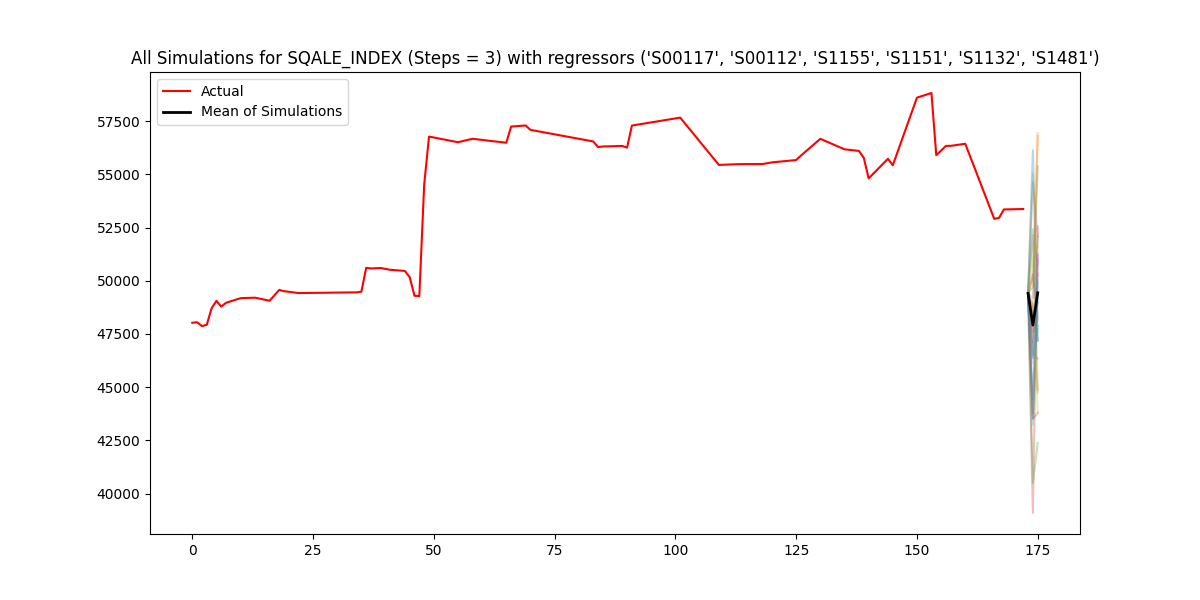 All Simulations for SQALE_INDEX (Steps = 3) with regressors ('S00117', 'S00112', 'S1155', 'S1151', 'S1132', 'S1481')
Actual
Mean of Simulations
57500
55000
52500
50000
47500
45000
42500
40000
0 25 50 75 100 125 150 175